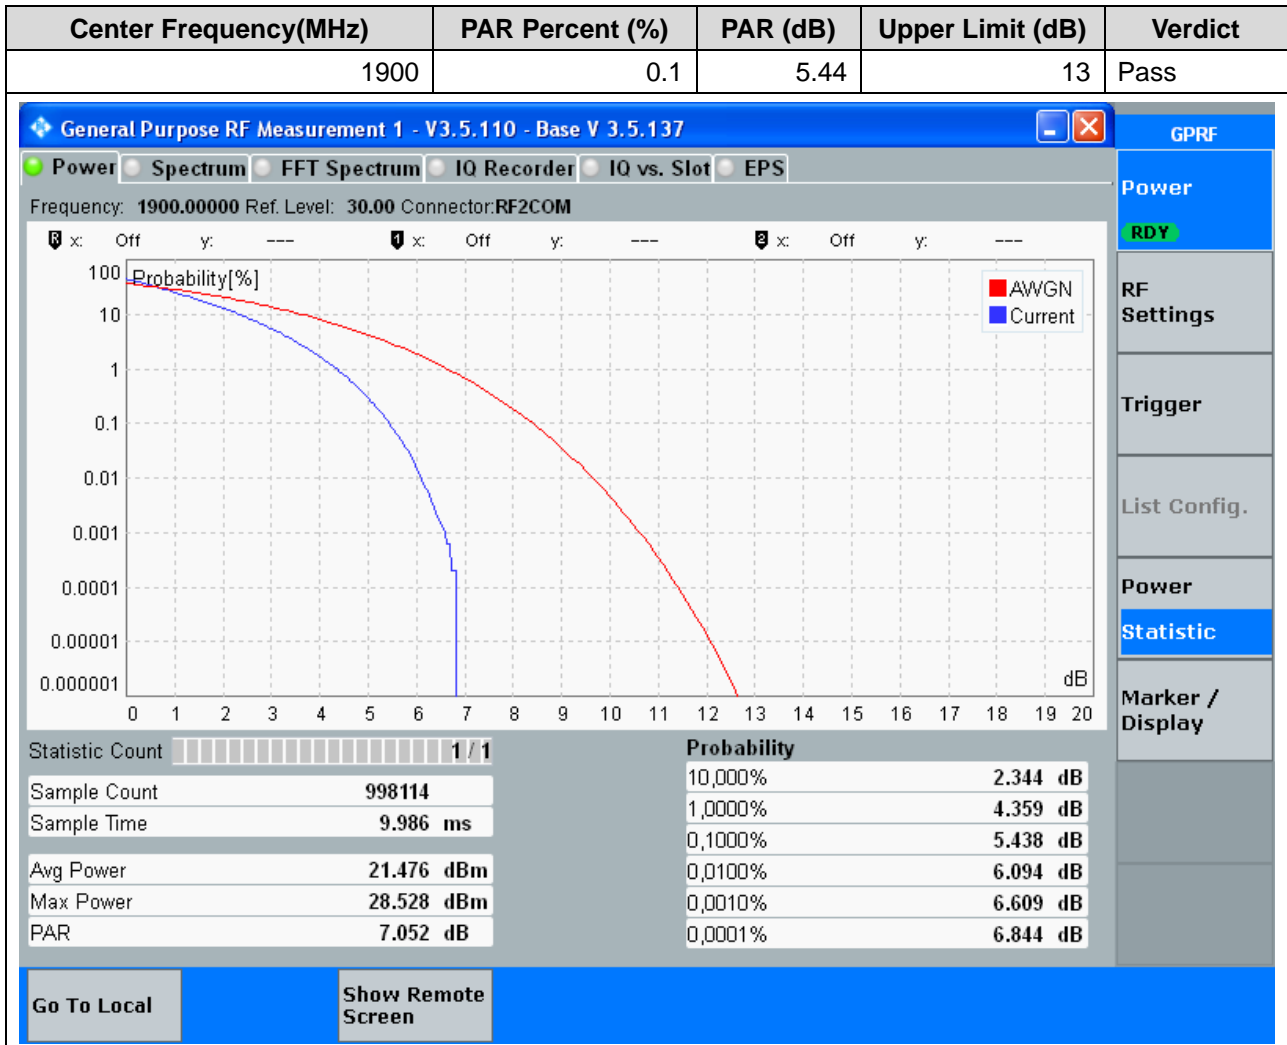 Center Frequency(MHz) PAR Percent (%) PAR (dB) Upper Limit (dB) Verdict
1900 0.1 5.44 13 Pass
General Purpose RF Measurement 1 - V3.5.110 - Base V 3.5.137
GPRF
Power Spectrum FFT Spectrum IQ Recorder IQ vs. Slot EPS
Frequency: 1900.00000 Ref. Level: 30.00 Connector:RF2COM
R x: Off y: --- 1 x: Off y: --- 2 x: Off y: ---
Probability[%]
AWGN
Current
100
10
1
0.1
0.01
0.001
0.0001
0.00001
0.000001
dB
0 1 2 3 4 5 6 7 8 9 10 11 12 13 14 15 16 17 18 19 20
Statistic Count 1 / 1
Sample Count 998114
Sample Time 9.986 ms
Avg Power 21.476 dBm
Max Power 28.528 dBm
PAR 7.052 dB
Probability
10,000% 2.344 dB
1,0000% 4.359 dB
0,1000% 5.438 dB
0,0100% 6.094 dB
0,0010% 6.609 dB
0,0001% 6.844 dB
Power
RDY
RF
Settings
Trigger
List Config.
Power
Statistic
Marker /
Display
Go To Local
Show Remote
Screen